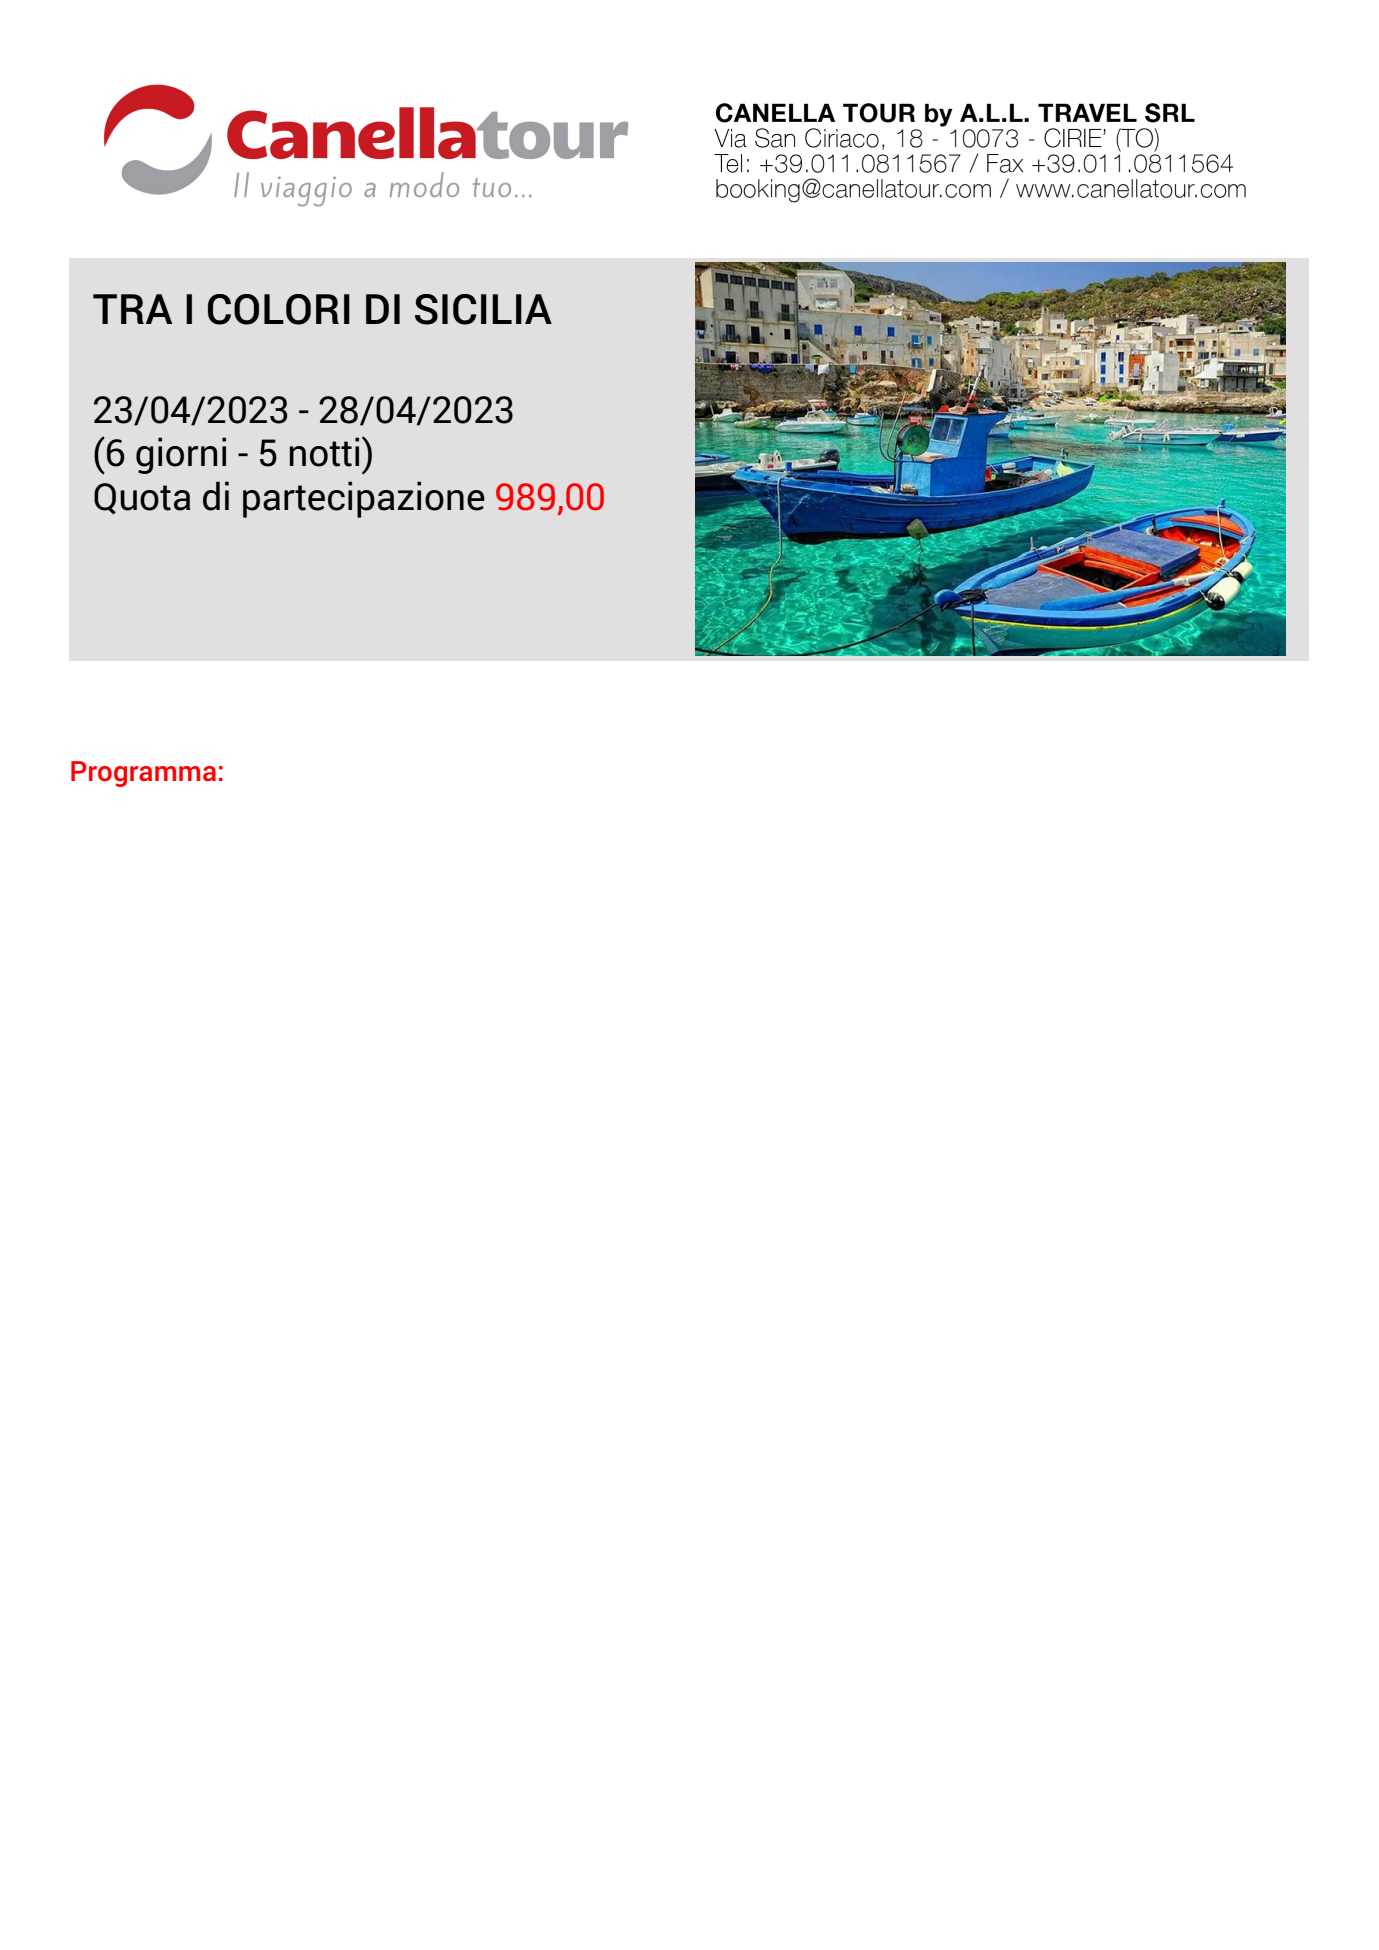 Canellatour
Il viaggio a modo tuo...
CANELLA TOUR by A.L.L. TRAVEL SRL
Via San Ciriaco, 18 - 10073 - CIRIE’ (TO)
Tel: +39.011.0811567 / Fax +39.011.0811564
booking@canellatour.com / www.canellatour.com
TRA I COLORI DI SICILIA
23/04/2023 - 28/04/2023
(6 giorni - 5 notti)
Quota di partecipazione 989,00
Programma: